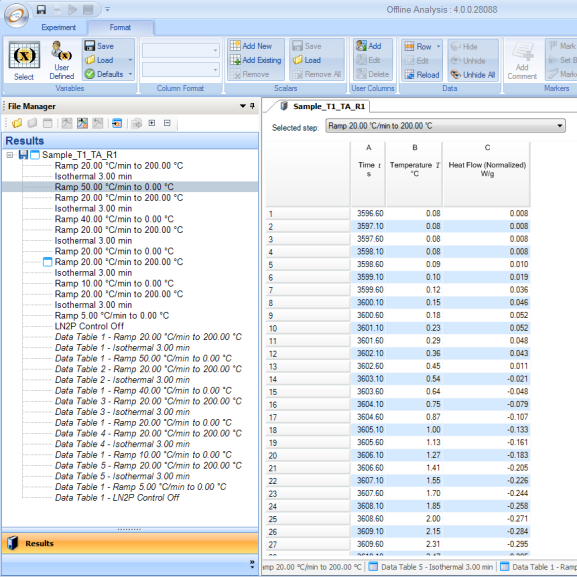 Offline Analysis : 4.0.0.28088
Experiment Format
Select
User Defined
Save
Load
Defaults
Variables
Column Format
Add New
Add Existing
Remove
Save
Load
Remove All
Scalars
Add
Edit
Delete
User Columns
Row
Edit
Reload
Hide
Unhide
Unhide All
Data
Add Comment
Mark
Set B
Mark
Markers
File Manager
Results
Sample_T1_TA_R1
Ramp 20.00 °C/min to 200.00 °C
Isothermal 3.00 min
Ramp 50.00 °C/min to 0.00 °C
Ramp 20.00 °C/min to 200.00 °C
Isothermal 3.00 min
Ramp 40.00 °C/min to 0.00 °C
Ramp 20.00 °C/min to 200.00 °C
Isothermal 3.00 min
Ramp 20.00 °C/min to 0.00 °C
Ramp 20.00 °C/min to 200.00 °C
Isothermal 3.00 min
Ramp 10.00 °C/min to 0.00 °C
Ramp 20.00 °C/min to 200.00 °C
Isothermal 3.00 min
Ramp 5.00 °C/min to 0.00 °C
LN2P Control Off
Data Table 1 - Ramp 20.00 °C/min to 200.00 °C
Data Table 1 - Isothermal 3.00 min
Data Table 1 - Ramp 50.00 °C/min to 0.00 °C
Data Table 2 - Ramp 20.00 °C/min to 200.00 °C
Data Table 2 - Isothermal 3.00 min
Data Table 1 - Ramp 40.00 °C/min to 0.00 °C
Data Table 3 - Ramp 20.00 °C/min to 200.00 °C
Data Table 3 - Isothermal 3.00 min
Data Table 1 - Ramp 20.00 °C/min to 0.00 °C
Data Table 4 - Ramp 20.00 °C/min to 200.00 °C
Data Table 4 - Isothermal 3.00 min
Data Table 1 - Ramp 10.00 °C/min to 0.00 °C
Data Table 5 - Ramp 20.00 °C/min to 200.00 °C
Data Table 5 - Isothermal 3.00 min
Data Table 1 - Ramp 5.00 °C/min to 0.00 °C
Data Table 1 - LN2P Control Off
Results
Sample_T1_TA_R1
Selected step: Ramp 20.00 °C/min to 200.00 °C
A B C
Time t Temperature T Heat Flow (Normalized)
s °C W/g
1 3596.60 0.08 0.008
2 3597.10 0.08 0.008
3 3597.60 0.08 0.008
4 3598.10 0.08 0.008
5 3598.60 0.09 0.010
6 3599.10 0.10 0.019
7 3599.60 0.12 0.036
8 3600.10 0.15 0.046
9 3600.60 0.18 0.052
10 3601.10 0.23 0.052
11 3601.60 0.29 0.048
12 3602.10 0.36 0.043
13 3602.60 0.45 0.011
14 3603.10 0.54 -0.021
15 3603.60 0.64 -0.048
16 3604.10 0.75 -0.079
17 3604.60 0.87 -0.107
18 3605.10 1.00 -0.133
19 3605.60 1.13 -0.161
20 3606.10 1.27 -0.183
21 3606.60 1.41 -0.205
22 3607.10 1.55 -0.226
23 3607.60 1.70 -0.244
24 3608.10 1.85 -0.258
25 3608.60 2.00 -0.271
26 3609.10 2.15 -0.284
27 3609.60 2.31 -0.295
mp 20.00 °C/min to 200.00 °C Data Table 5 - Isothermal 3.00 min Data Table 1 - Ramp